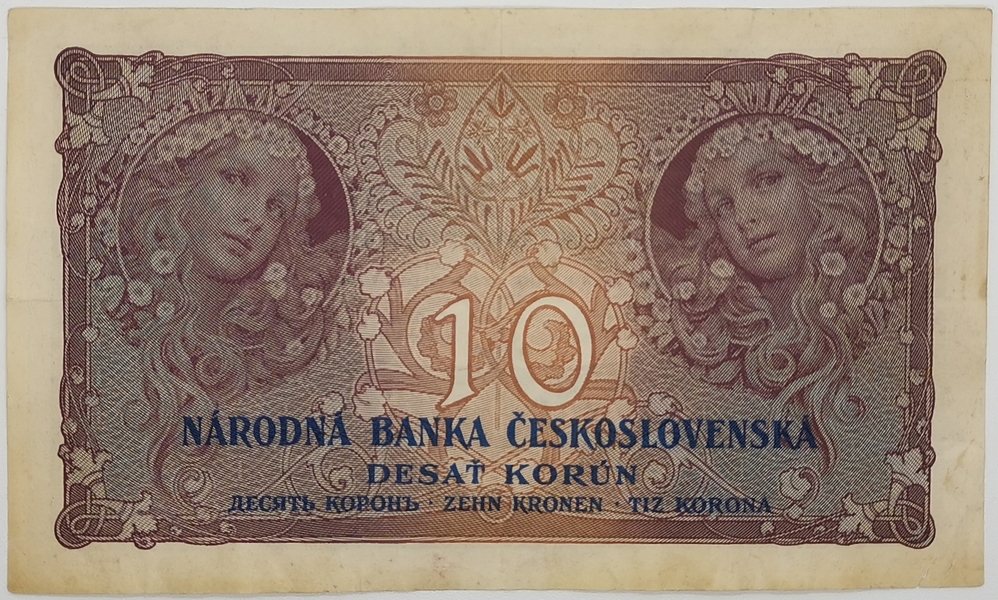 10
NÁRODNÁ BANKA ČESKOSLOVENSKÁ
DESAŤ KORÚN
ДЕСЯТЬ КОРОНЪ · ZEHN KRONEN · TIZ KORONA